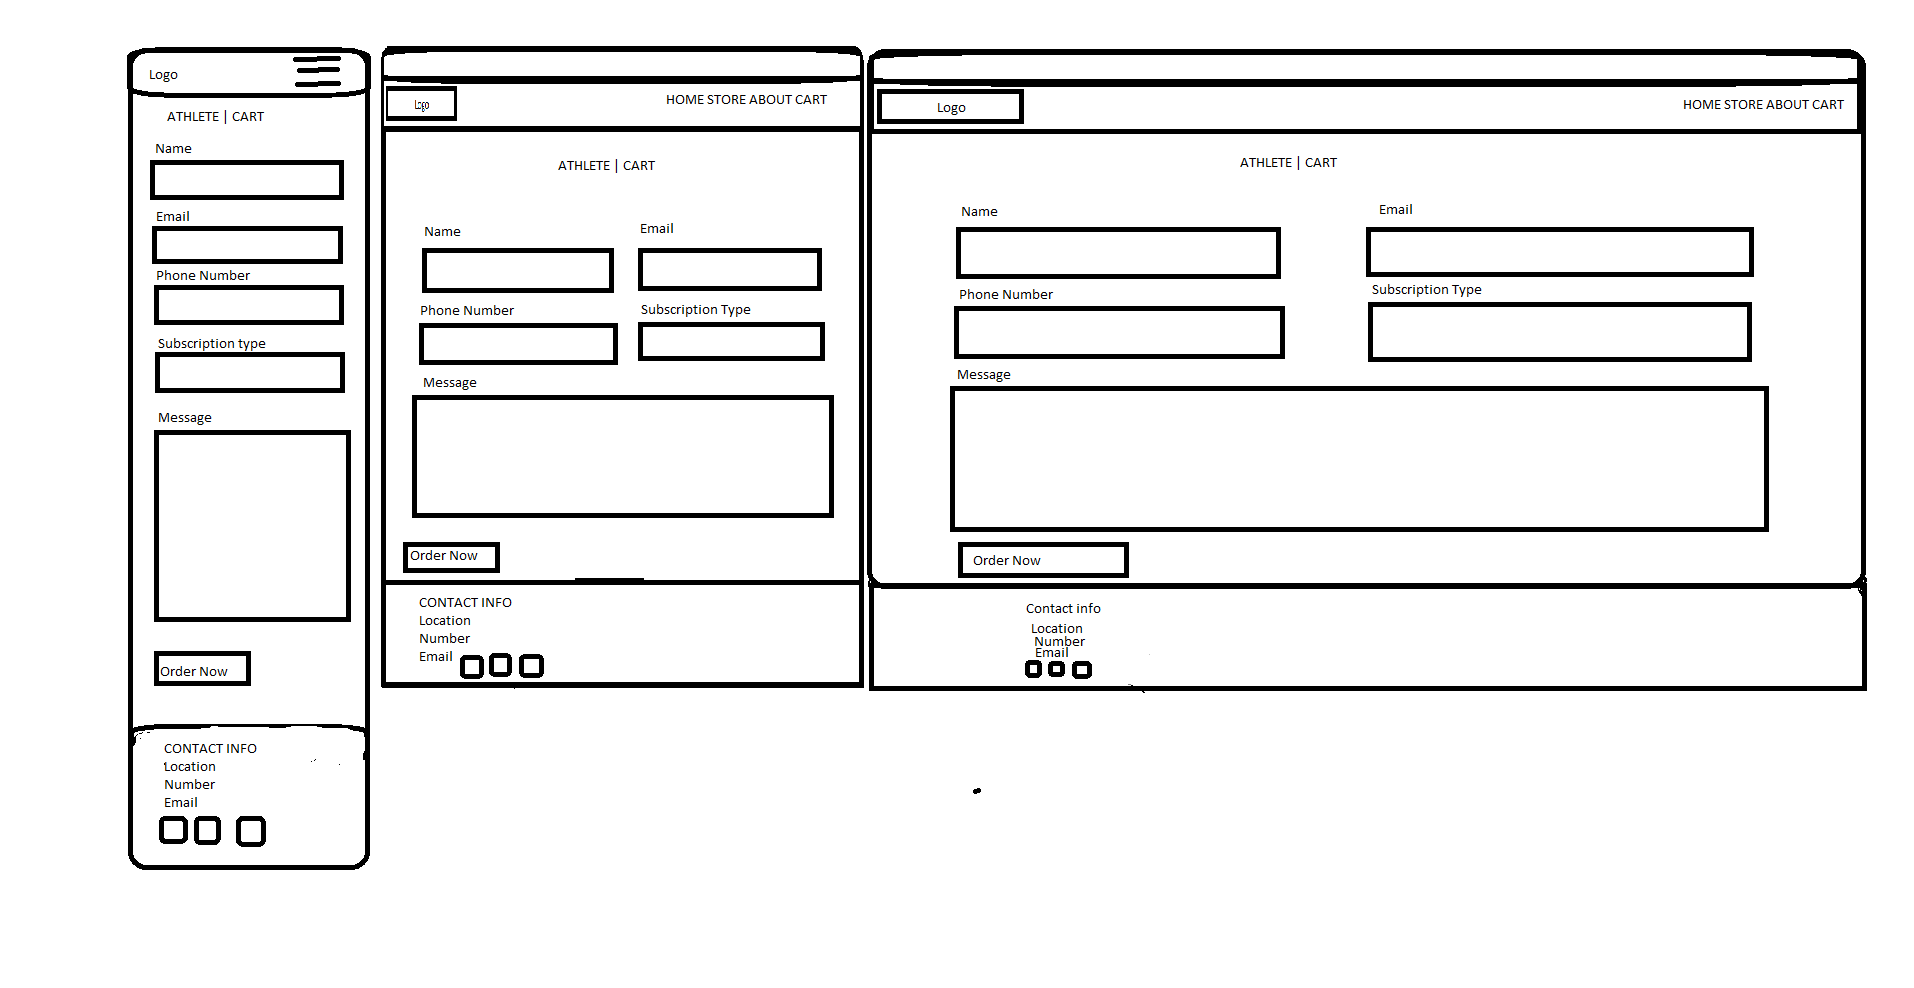 Logo
ATHLETE | CART
Name
Email
Phone Number
Subscription type
Message
Order Now
CONTACT INFO
Location
Number
Email
Logo
HOME STORE ABOUT CART
ATHLETE | CART
Name
Email
Phone Number
Subscription Type
Message
Order Now
CONTACT INFO
Location
Number
Email
Logo
HOME STORE ABOUT CART
ATHLETE | CART
Name
Email
Phone Number
Subscription Type
Message
Order Now
Contact info
Location
Number
Email